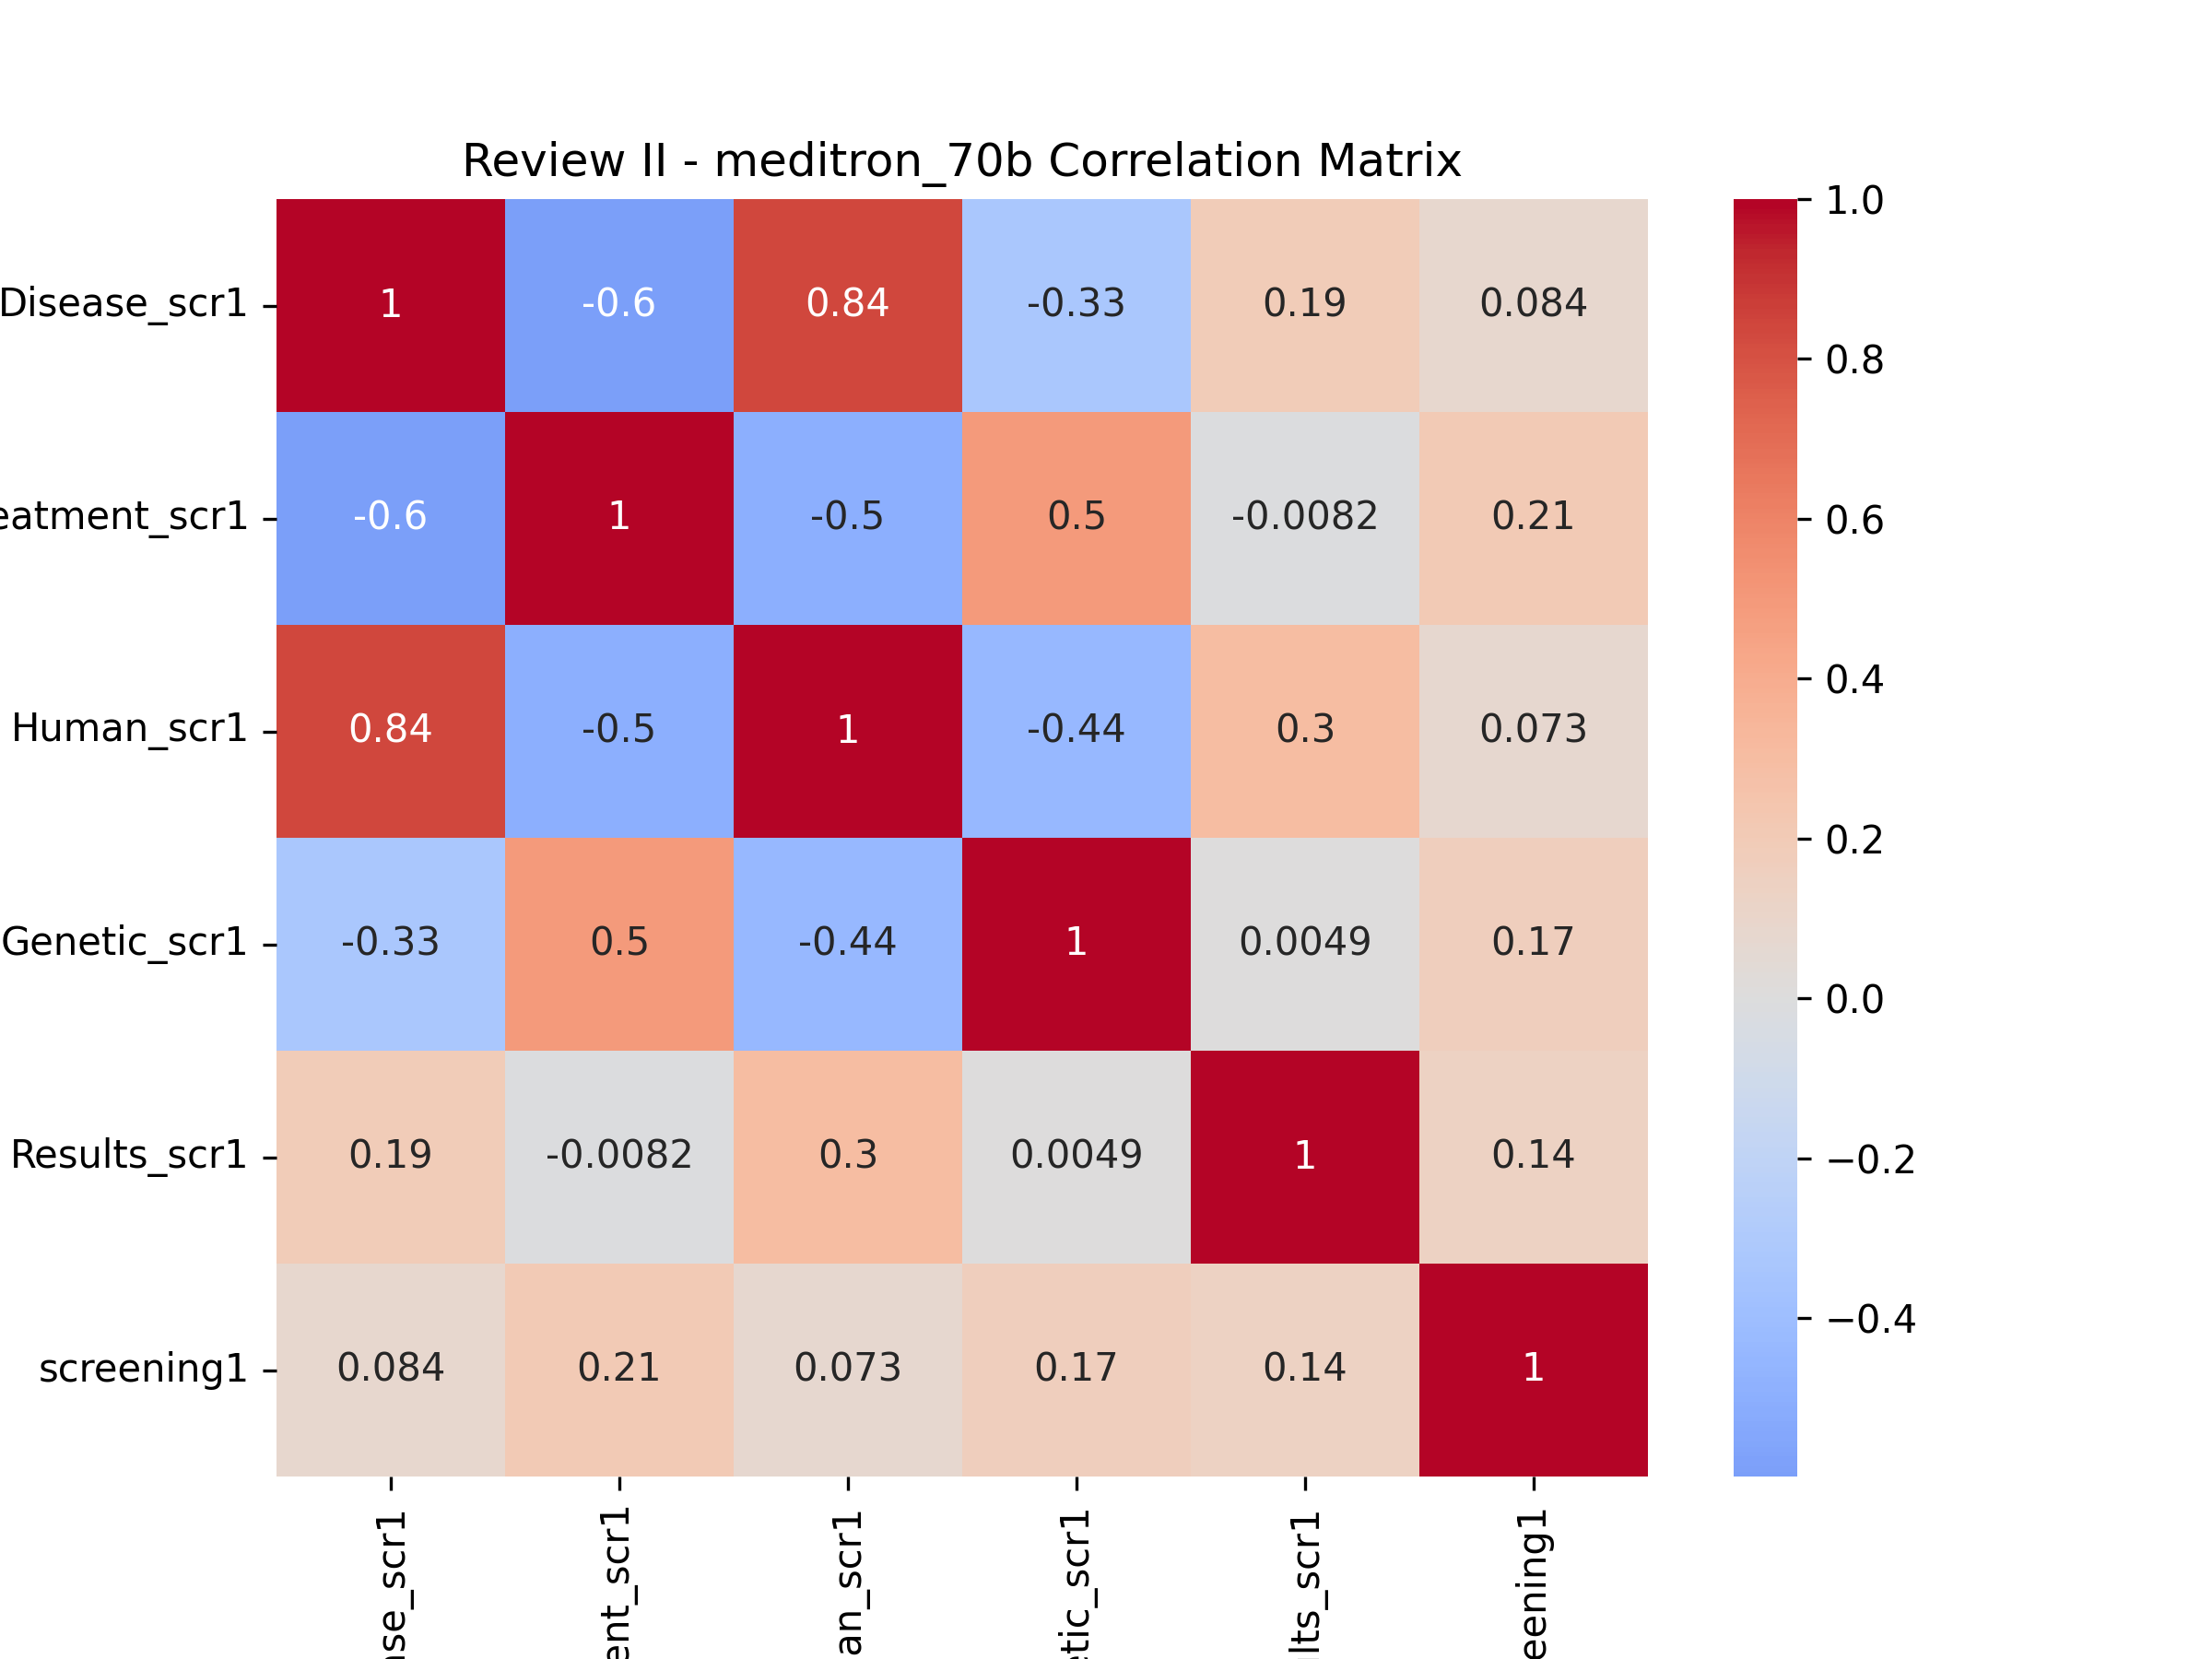 Review II - meditron_70b Correlation Matrix
Disease_scr1 1 -0.6 0.84 -0.33 0.19 0.084
eatment_scr1 -0.6 1 -0.5 0.5 -0.0082 0.21
Human_scr1 0.84 -0.5 1 -0.44 0.3 0.073
Genetic_scr1 -0.33 0.5 -0.44 1 0.0049 0.17
Results_scr1 0.19 -0.0082 0.3 0.0049 1 0.14
screening1 0.084 0.21 0.073 0.17 0.14 1
ase_scr1
ent_scr1
an_scr1
etic_scr1
lts_scr1
eening1
1.0
0.8
0.6
0.4
0.2
0.0
−0.2
−0.4